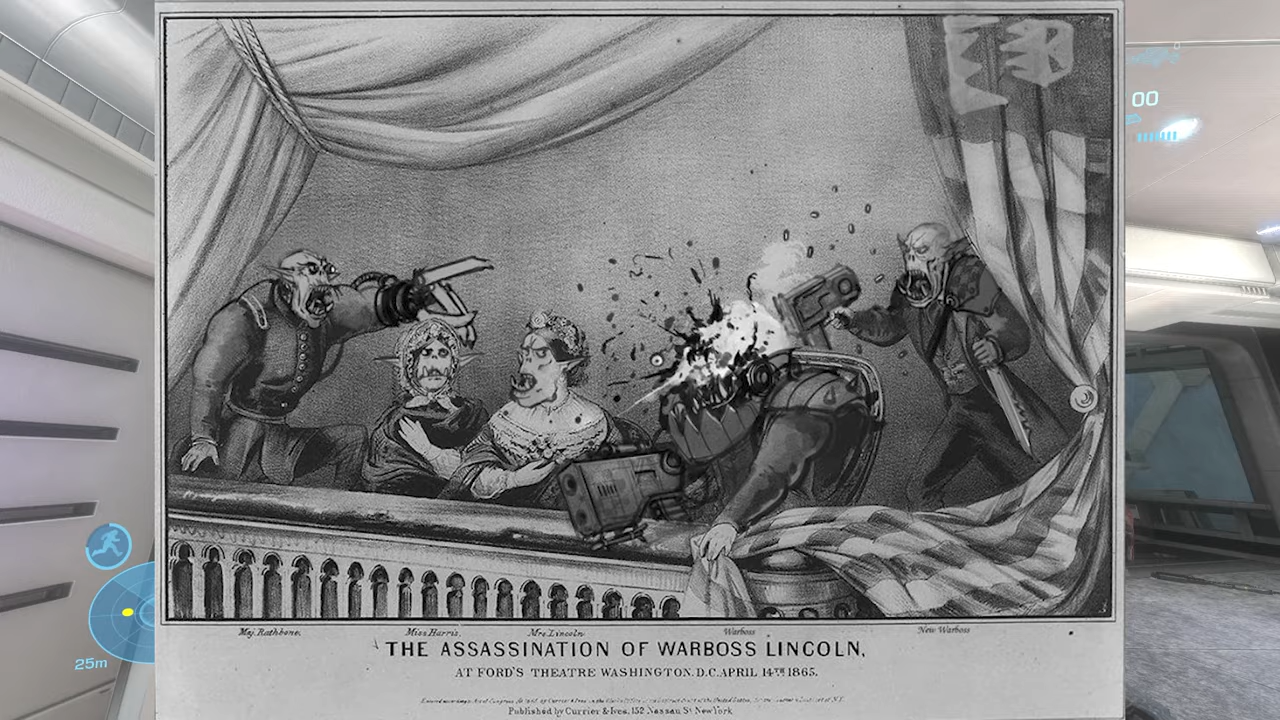 00
25m
Maj. Rathbone.
Miss Harris.
Mrs. Lincoln.
Warboss
New Warboss
THE ASSASSINATION OF WARBOSS LINCOLN,
AT FORD'S THEATRE WASHINGTON. D.C. APRIL 14TH 1865.
Published by Currier & Ives, 152 Nassau St. New York